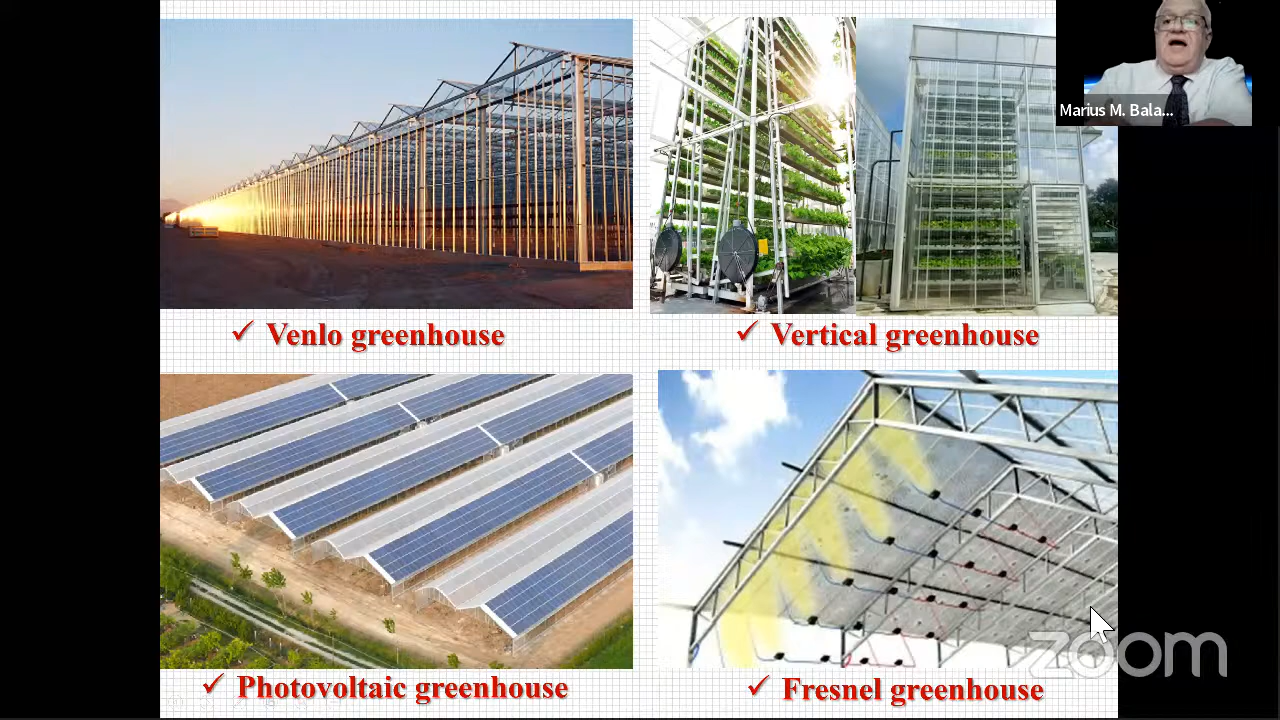 Marius M. Bala...
✓ Venlo greenhouse
✓ Vertical greenhouse
✓ Photovoltaic greenhouse
✓ Fresnel greenhouse
zoom